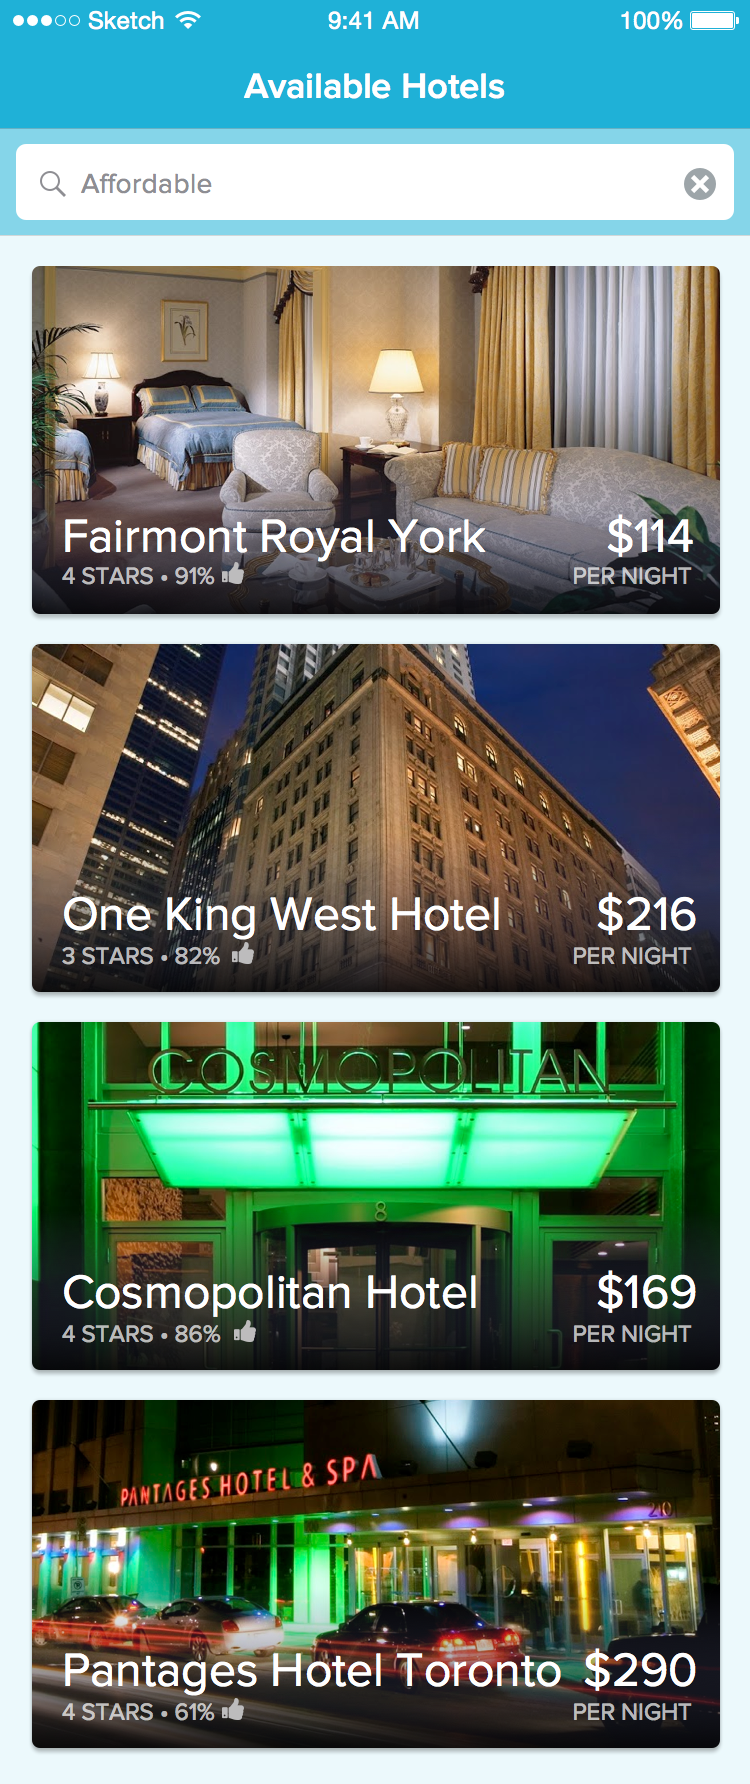 Sketch 9:41 AM 100%
Available Hotels
Affordable
Fairmont Royal York $114
4 STARS • 91% PER NIGHT
One King West Hotel $216
3 STARS • 82% PER NIGHT
COSMOPOLITAN
8
Cosmopolitan Hotel $169
4 STARS • 86% PER NIGHT
PANTAGES HOTEL & SPA
210
Pantages Hotel Toronto $290
4 STARS • 61% PER NIGHT